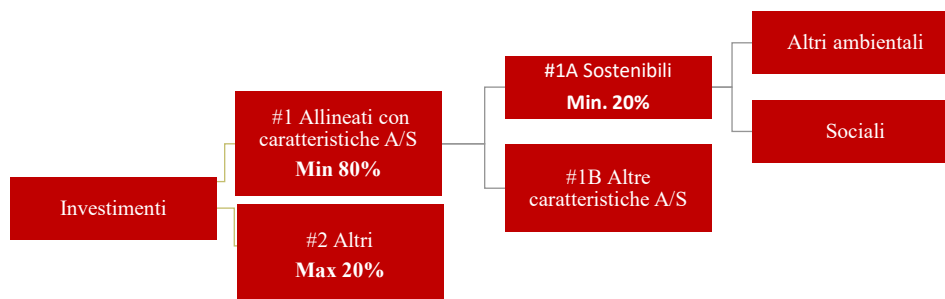 Investimenti
#1 Allineati con
caratteristiche A/S
Min 80%
#2 Altri
Max 20%
#1A Sostenibili
Min. 20%
#1B Altre
caratteristiche A/S
Altri ambientali
Sociali